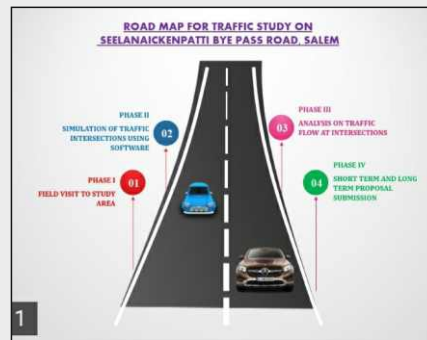 ROAD MAP FOR TRAFFIC STUDY ON
SEELANAICKENPATTI BYE PASS ROAD, SALEM
PHASE I
FIELD VISIT TO STUDY
AREA
01
PHASE II
SIMULATION OF TRAFFIC
INTERSECTIONS USING
SOFTWARE
02
PHASE III
ANALYSIS ON TRAFFIC
FLOW AT INTERSECTIONS
03
PHASE IV
SHORT TERM AND LONG
TERM PROPOSAL
SUBMISSION
04
1